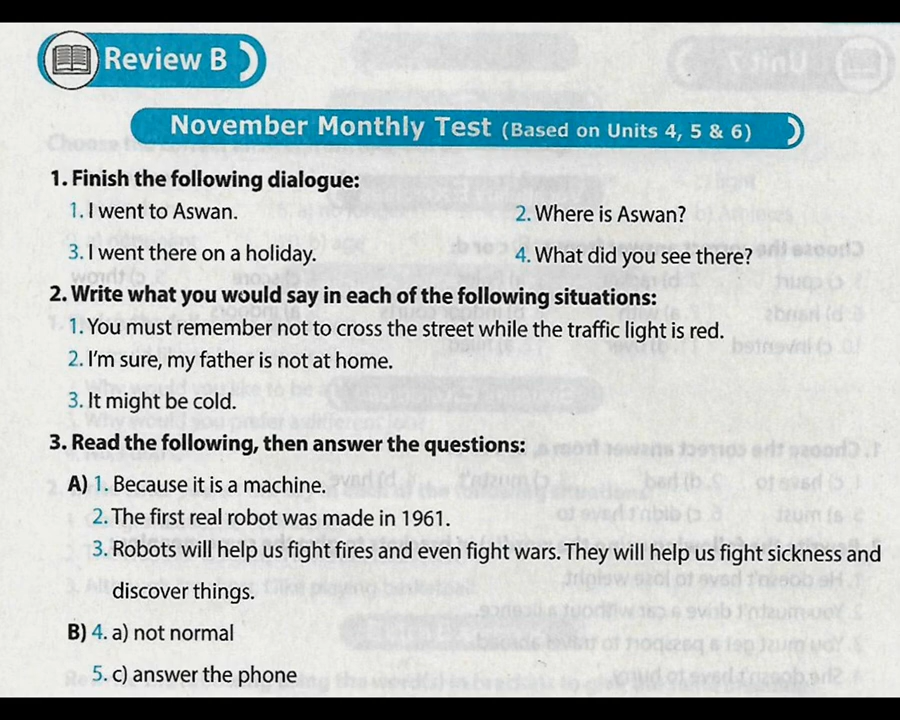 Review B
November Monthly Test (Based on Units 4, 5 & 6)
1. Finish the following dialogue:
1. I went to Aswan.
2. Where is Aswan?
3. I went there on a holiday.
4. What did you see there?
2. Write what you would say in each of the following situations:
1. You must remember not to cross the street while the traffic light is red.
2. I'm sure, my father is not at home.
3. It might be cold.
3. Read the following, then answer the questions:
A) 1. Because it is a machine.
2. The first real robot was made in 1961.
3. Robots will help us fight fires and even fight wars. They will help us fight sickness and
discover things.
B) 4. a) not normal
5. c) answer the phone